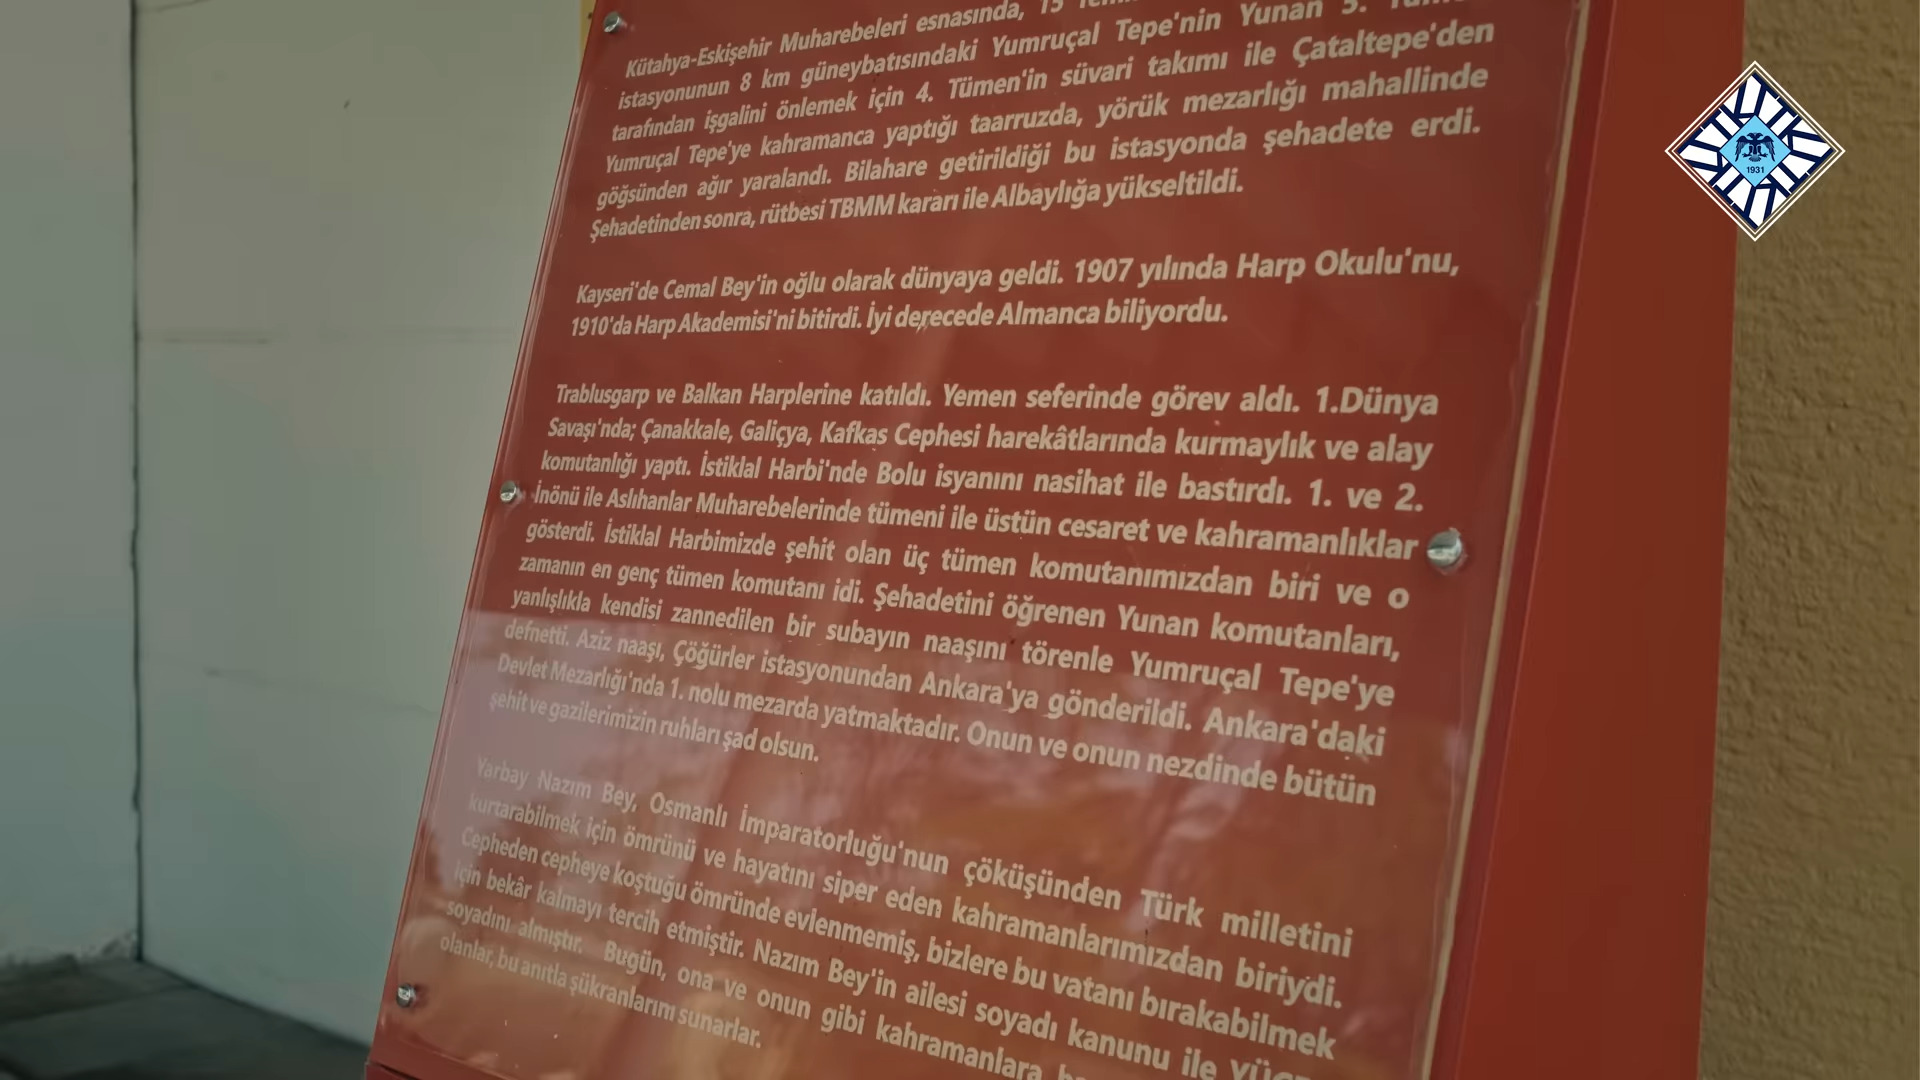 Kütahya-Eskişehir Muharebeleri esnasında, 15
istasyonunun 8 km güneybatısındaki Yumruçal Tepe'nin Yunan 5.
tarafından işgalini önlemek için 4. Tümen'in süvari takımı ile Çataltepe'den
Yumruçal Tepe'ye kahramanca yaptığı taarruzda, yörük mezarlığı mahallinde
göğsünden ağır yaralandı. Bilahare getirildiği bu istasyonda şehadete erdi.
Şehadetinden sonra, rütbesi TBMM kararı ile Albaylığa yükseltildi.
Kayseri'de Cemal Bey'in oğlu olarak dünyaya geldi. 1907 yılında Harp Okulu'nu,
1910'da Harp Akademisi'ni bitirdi. İyi derecede Almanca biliyordu.
Trablusgarp ve Balkan Harplerine katıldı. Yemen seferinde görev aldı. 1.Dünya
Savaşı'nda; Çanakkale, Galiçya, Kafkas Cephesi harekâtlarında kurmaylık ve alay
komutanlığı yaptı. İstiklal Harbi'nde Bolu isyanını nasihat ile bastırdı. 1. ve 2.
İnönü ile Aslıhanlar Muharebelerinde tümeni ile üstün cesaret ve kahramanlıklar
gösterdi. İstiklal Harbimizde şehit olan üç tümen komutanımızdan biri ve o
zamanın en genç tümen komutanı idi. Şehadetini öğrenen Yunan komutanları,
yanlışlıkla kendisi zannedilen bir subayın naaşını törenle Yumruçal Tepe'ye
defnetti. Aziz naaşı, Çöğürler istasyonundan Ankara'ya gönderildi. Ankara'daki
Devlet Mezarlığı'nda 1. nolu mezarda yatmaktadır. Onun ve onun nezdinde bütün
şehit ve gazilerimizin ruhları şad olsun.
Yarbay Nazım Bey, Osmanlı İmparatorluğu'nun çöküşünden Türk milletini
kurtarabilmek için ömrünü ve hayatını siper eden kahramanlarımızdan biriydi.
Cepheden cepheye koştuğu ömründe evlenmemiş, bizlere bu vatanı bırakabilmek
için bekâr kalmayı tercih etmiştir. Nazım Bey'in ailesi soyadı kanunu ile
soyadını almıştır. Bugün, ona ve onun gibi kahramanlara
olanlar, bu anıtla şükranlarını sunarlar.
1931